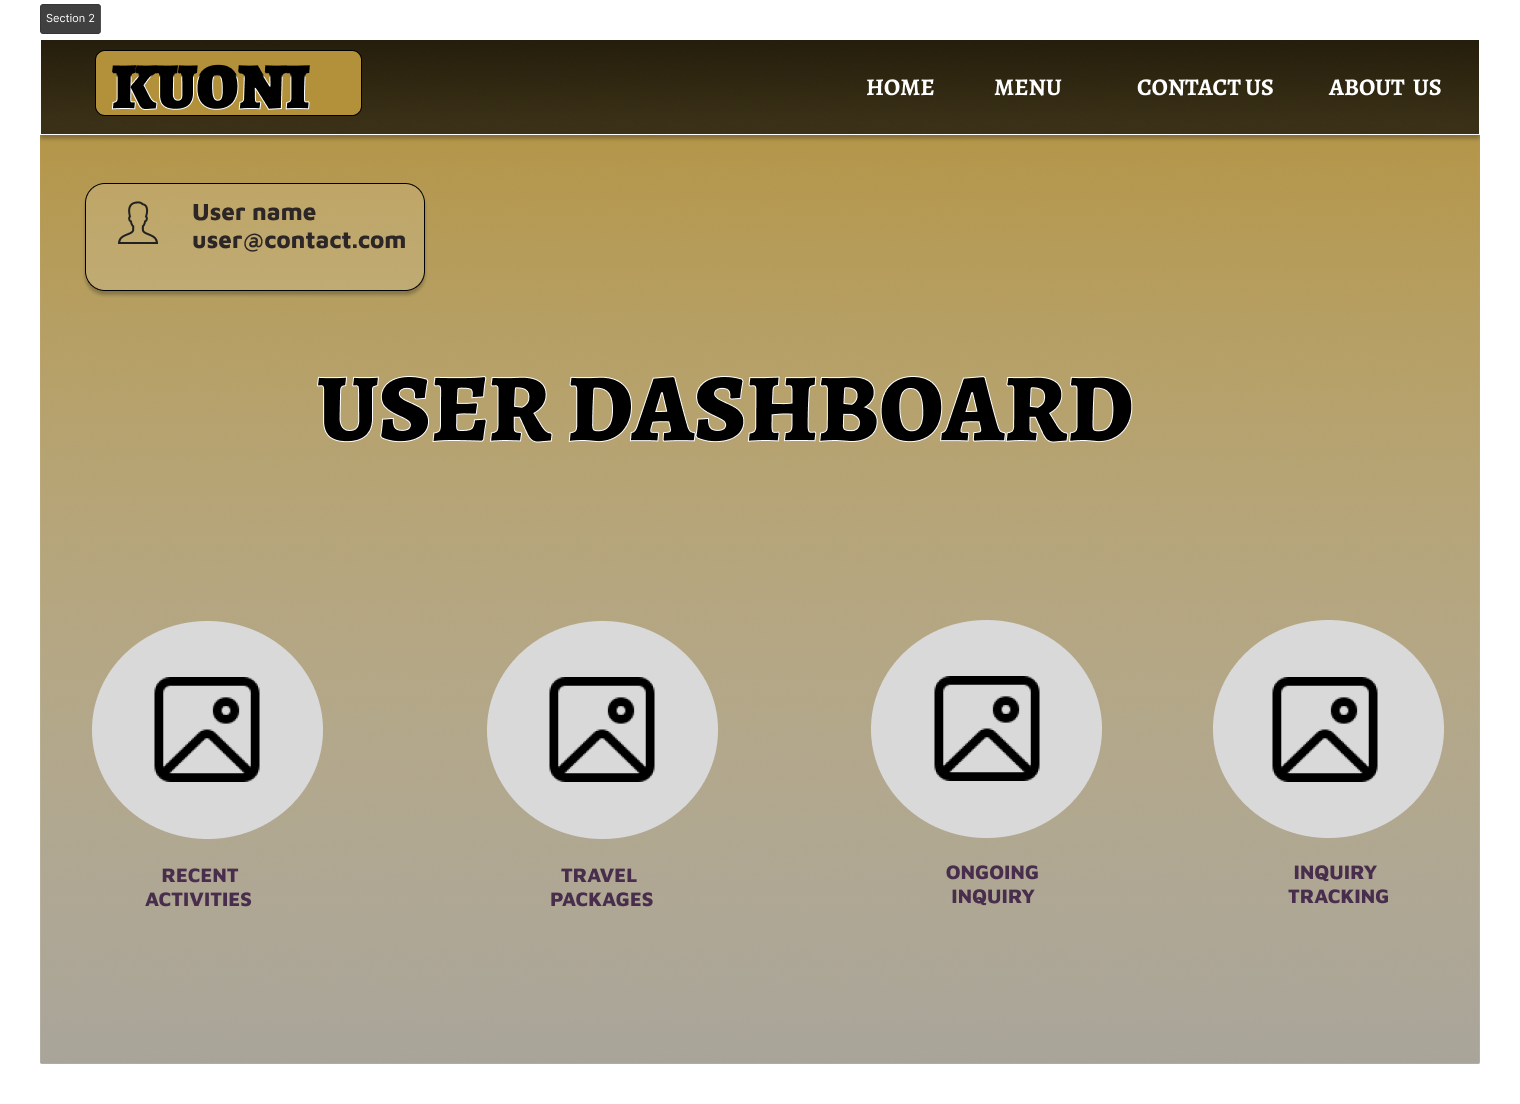 Section 2
KUONI
HOME MENU CONTACT US ABOUT US
User name
user@contact.com
USER DASHBOARD
RECENT
ACTIVITIES
TRAVEL
PACKAGES
ONGOING
INQUIRY
INQUIRY
TRACKING